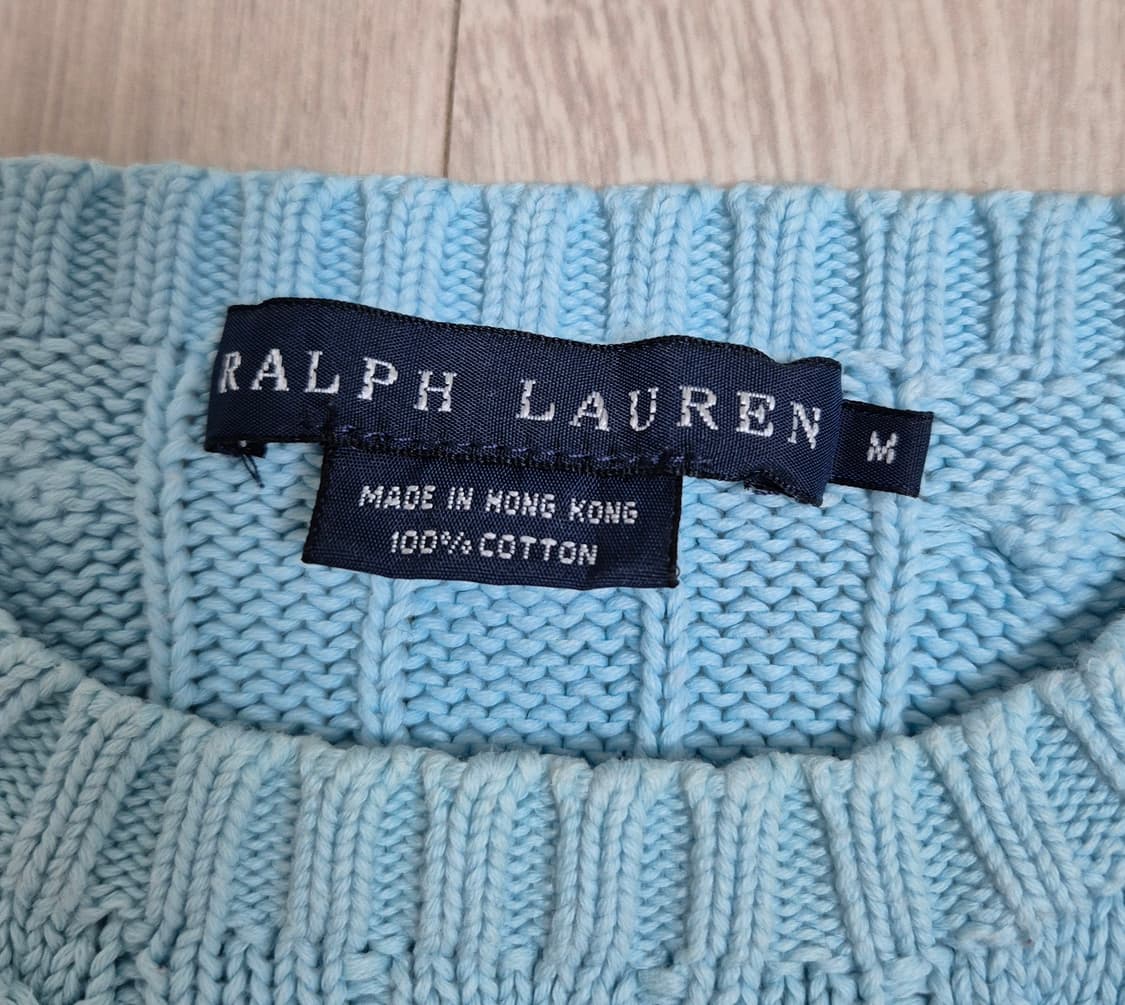 RALPH LAUREN
M
MADE IN HONG KONG
100% COTTON